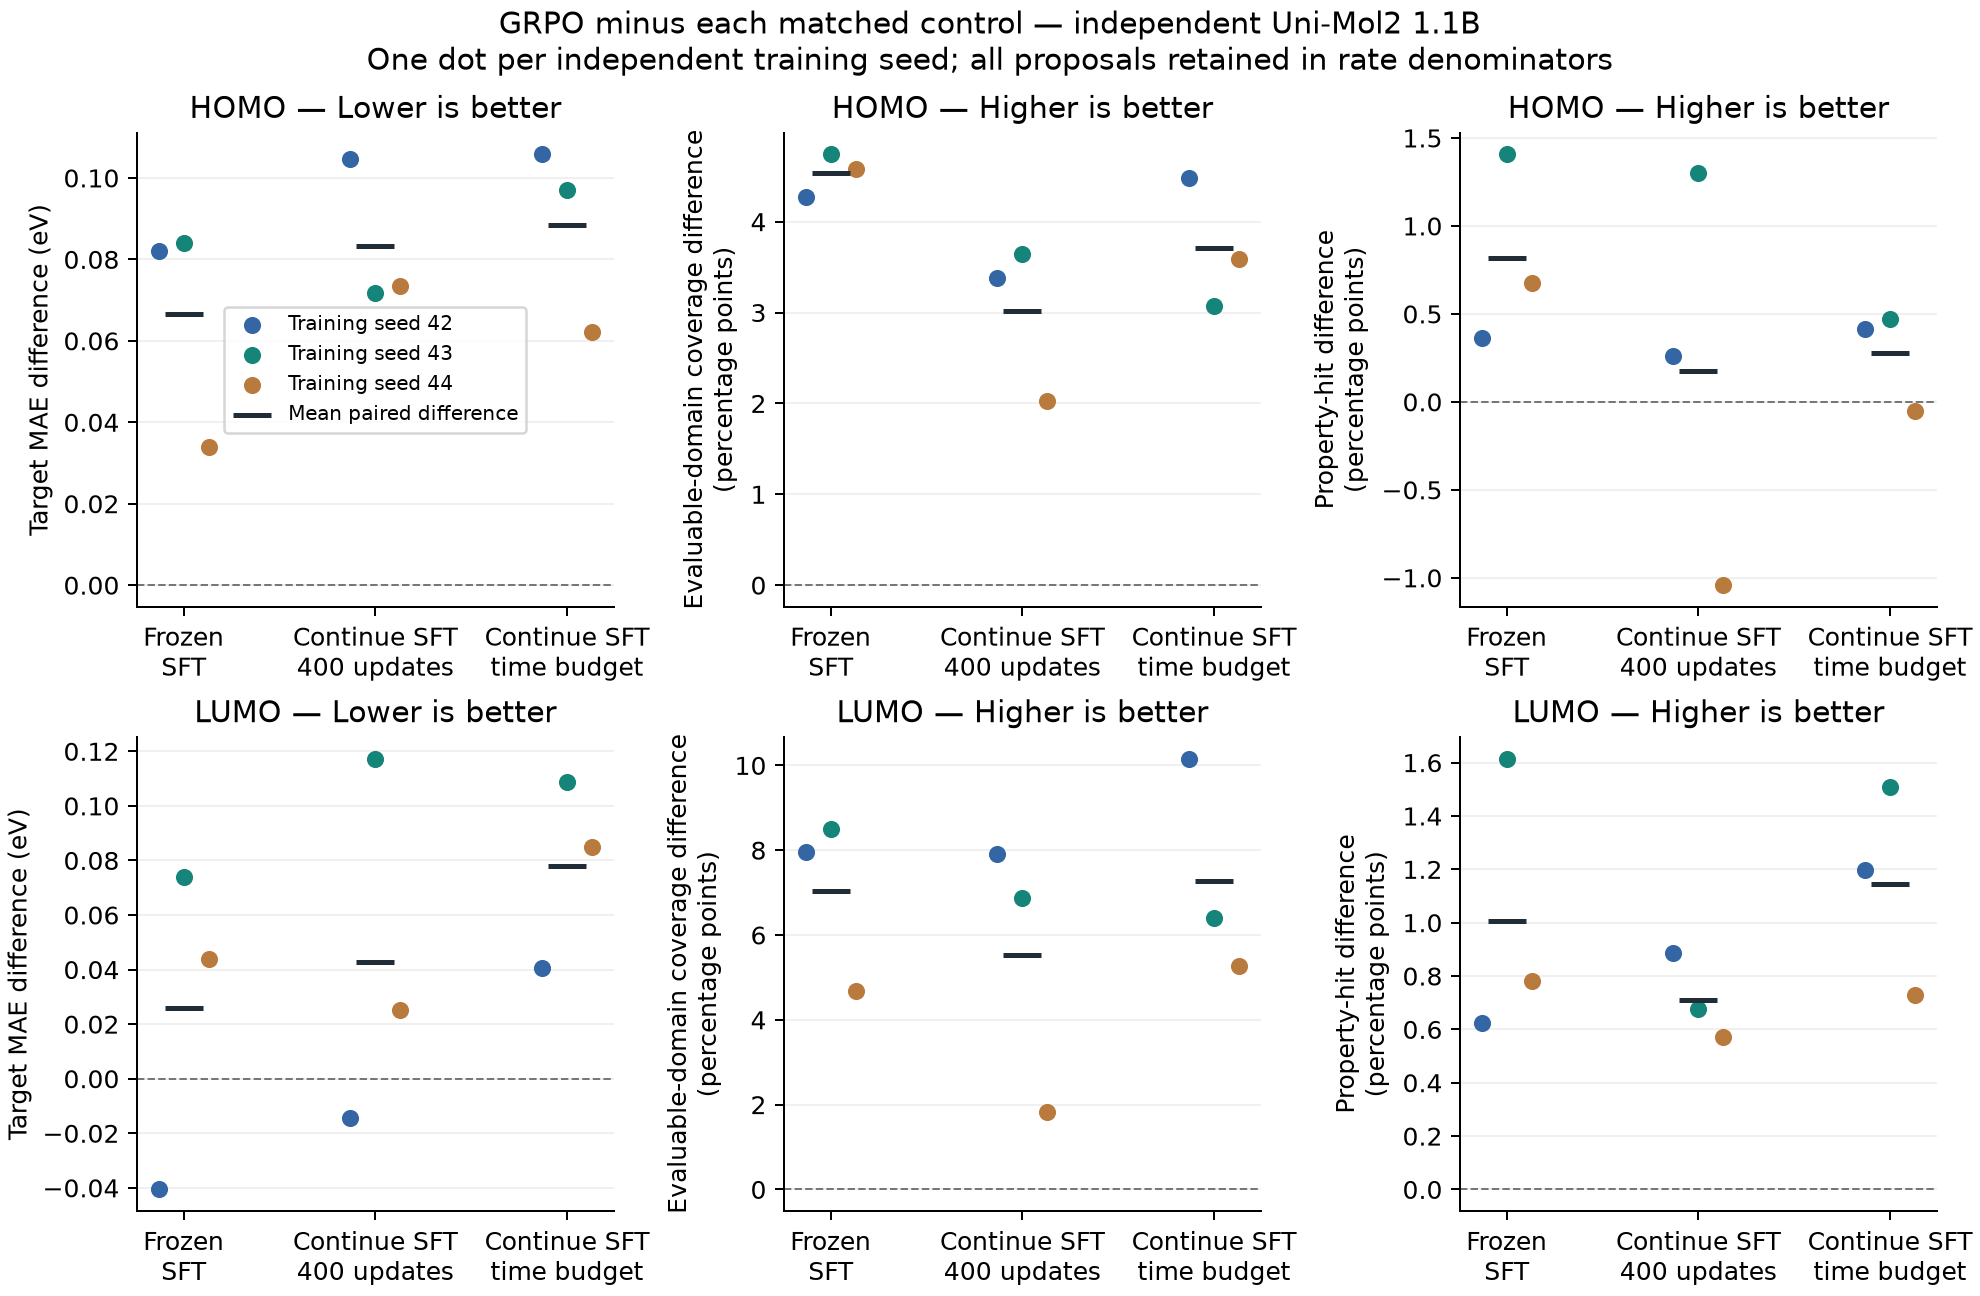 GRPO minus each matched control — independent Uni-Mol2 1.1B
One dot per independent training seed; all proposals retained in rate denominators
HOMO — Lower is better
Target MAE difference (eV)
0.10
0.08
0.06
0.04
0.02
0.00
Training seed 42
Training seed 43
Training seed 44
Mean paired difference
Frozen
SFT
Continue SFT
400 updates
Continue SFT
time budget
HOMO — Higher is better
Evaluable-domain coverage difference
(percentage points)
4
3
2
1
0
Frozen
SFT
Continue SFT
400 updates
Continue SFT
time budget
HOMO — Higher is better
Property-hit difference
(percentage points)
1.5
1.0
0.5
0.0
−0.5
−1.0
Frozen
SFT
Continue SFT
400 updates
Continue SFT
time budget
LUMO — Lower is better
Target MAE difference (eV)
0.12
0.10
0.08
0.06
0.04
0.02
0.00
−0.02
−0.04
Frozen
SFT
Continue SFT
400 updates
Continue SFT
time budget
LUMO — Higher is better
Evaluable-domain coverage difference
(percentage points)
10
8
6
4
2
0
Frozen
SFT
Continue SFT
400 updates
Continue SFT
time budget
LUMO — Higher is better
Property-hit difference
(percentage points)
1.6
1.4
1.2
1.0
0.8
0.6
0.4
0.2
0.0
Frozen
SFT
Continue SFT
400 updates
Continue SFT
time budget